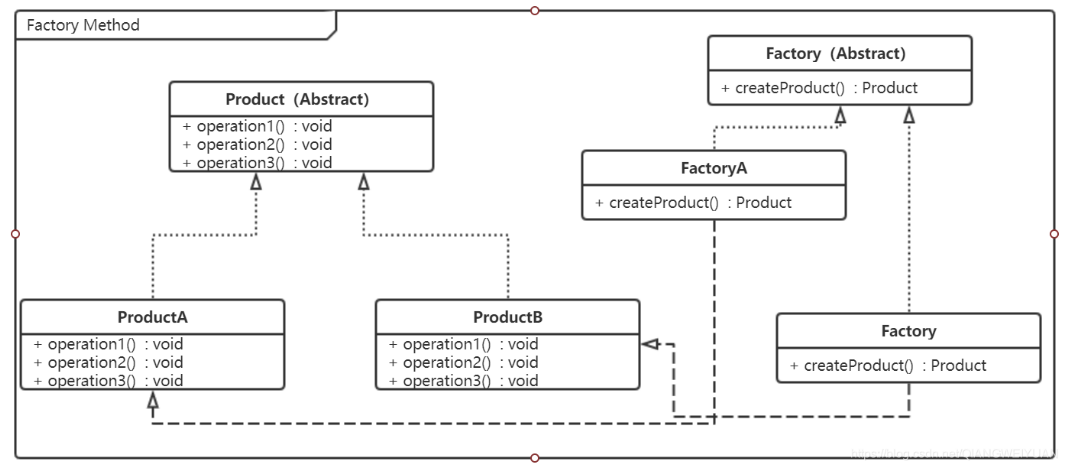 Factory Method
Product (Abstract)
+ operation1() : void
+ operation2() : void
+ operation3() : void
Factory (Abstract)
+ createProduct() : Product
FactoryA
+ createProduct() : Product
ProductA
+ operation1() : void
+ operation2() : void
+ operation3() : void
ProductB
+ operation1() : void
+ operation2() : void
+ operation3() : void
Factory
+ createProduct() : Product